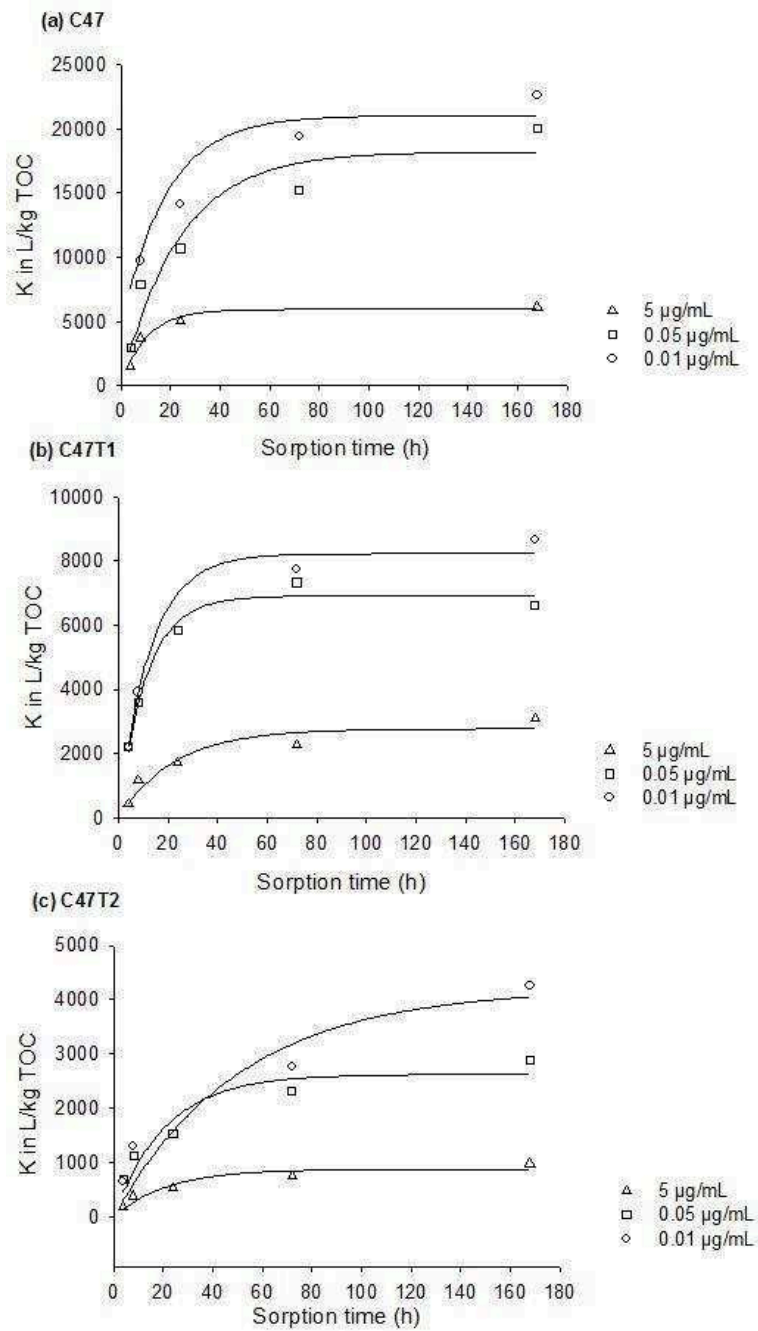 (a) C47
25000
20000
15000
10000
5000
0
K in L/kg TOC
0 20 40 60 80 100 120 140 160 180
Sorption time (h)
5 µg/mL
0.05 µg/mL
0.01 µg/mL
(b) C47T1
10000
8000
6000
4000
2000
0
K in L/kg TOC
0 20 40 60 80 100 120 140 160 180
Sorption time (h)
5 µg/mL
0.05 µg/mL
0.01 µg/mL
(c) C47T2
5000
4000
3000
2000
1000
0
K in L/kg TOC
0 20 40 60 80 100 120 140 160 180
Sorption time (h)
5 µg/mL
0.05 µg/mL
0.01 µg/mL